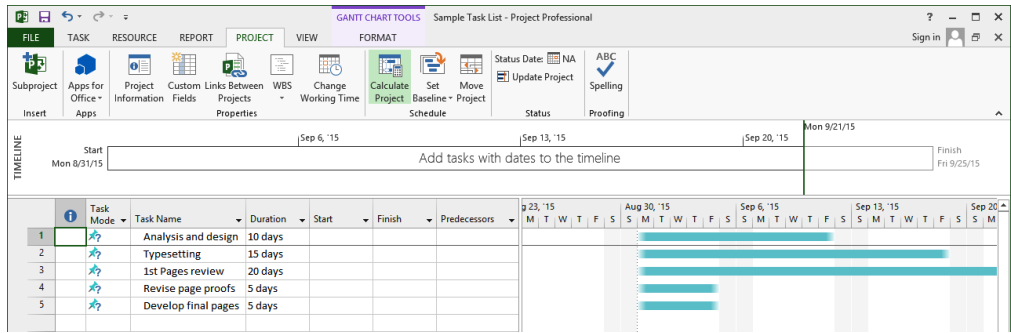 GANTT CHART TOOLS Sample Task List - Project Professional ?
FILE TASK RESOURCE REPORT PROJECT VIEW FORMAT Sign in
Subproject Apps for Office Project Information Custom Fields Links Between Projects WBS Change Working Time Calculate Project Set Baseline Move Project Status Date: NA Update Project ABC Spelling
Insert Apps Properties Schedule Status Proofing
Mon 9/21/15
Sep 6, '15 Sep 13, '15 Sep 20, '15
TIMELINE
Start
Mon 8/31/15
Add tasks with dates to the timeline
Finish
Fri 9/25/15
Task Mode Task Name Duration Start Finish Predecessors
g 23, '15 Aug 30, '15 Sep 6, '15 Sep 13, '15 Sep 20
M T W T F S S M T W T F S S M T W T F S S M T W T F S S M
1 Analysis and design 10 days
2 Typesetting 15 days
3 1st Pages review 20 days
4 Revise page proofs 5 days
5 Develop final pages 5 days